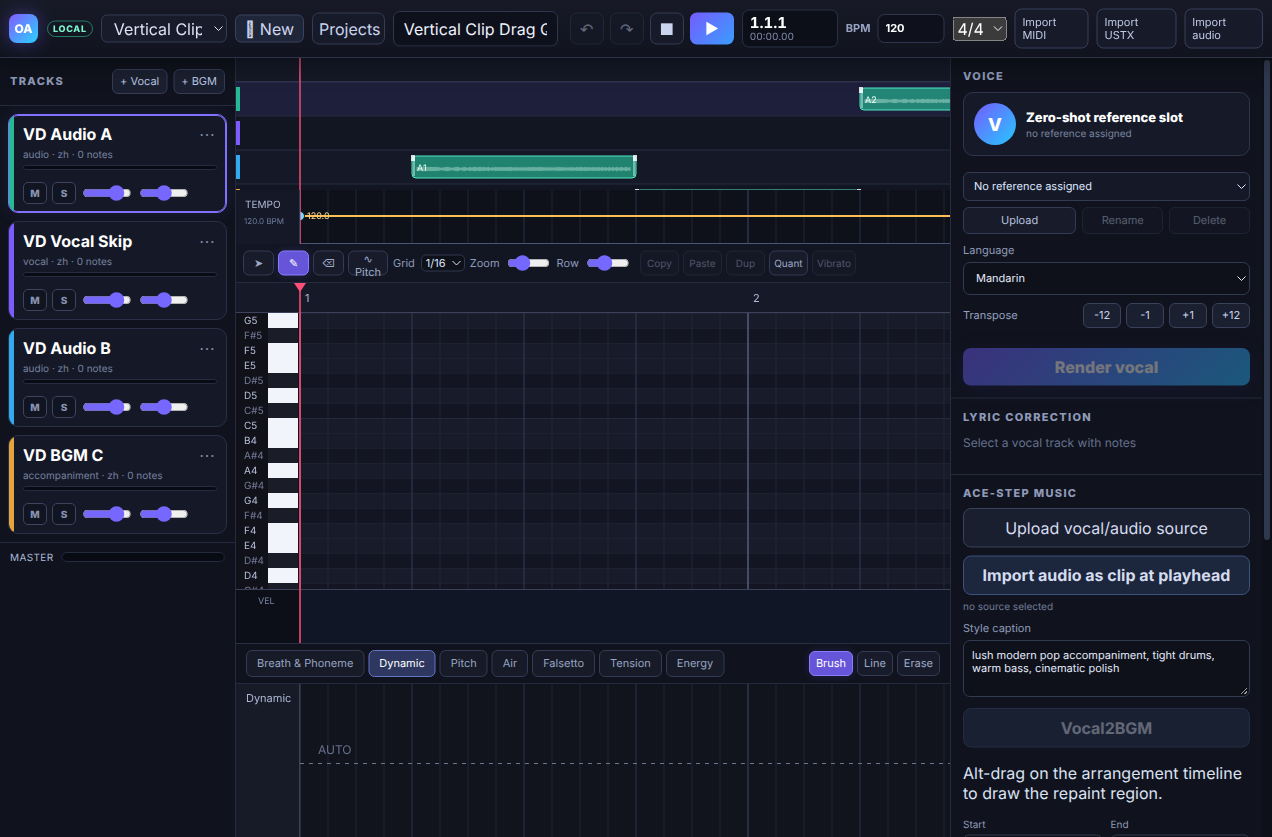 OA
LOCAL
Vertical Clip
New
Projects
Vertical Clip Drag
1.1.1
00:00.00
BPM
120
4/4
Import MIDI
Import USTX
Import audio
TRACKS
+ Vocal
+ BGM
VD Audio A
...
audio · zh · 0 notes
M
S
VD Vocal Skip
...
vocal · zh · 0 notes
M
S
VD Audio B
...
audio · zh · 0 notes
M
S
VD BGM C
...
accompaniment · zh · 0 notes
M
S
MASTER
A2
A1
TEMPO
120.0 BPM
120.0
Pitch
Grid
1/16
Zoom
Row
Copy
Paste
Dup
Quant
Vibrato
1
2
G5
F#5
F5
E5
D#5
D5
C#5
C5
B4
A#4
A4
G#4
G4
F#4
F4
E4
D#4
D4
VEL
Breath & Phoneme
Dynamic
Pitch
Air
Falsetto
Tension
Energy
Brush
Line
Erase
Dynamic
AUTO
VOICE
V
Zero-shot reference slot
no reference assigned
No reference assigned
Upload
Rename
Delete
Language
Mandarin
Transpose
-12
-1
+1
+12
Render vocal
LYRIC CORRECTION
Select a vocal track with notes
ACE-STEP MUSIC
Upload vocal/audio source
Import audio as clip at playhead
no source selected
Style caption
lush modern pop accompaniment, tight drums,
warm bass, cinematic polish
Vocal2BGM
Alt-drag on the arrangement timeline
to draw the repaint region.
Start
End